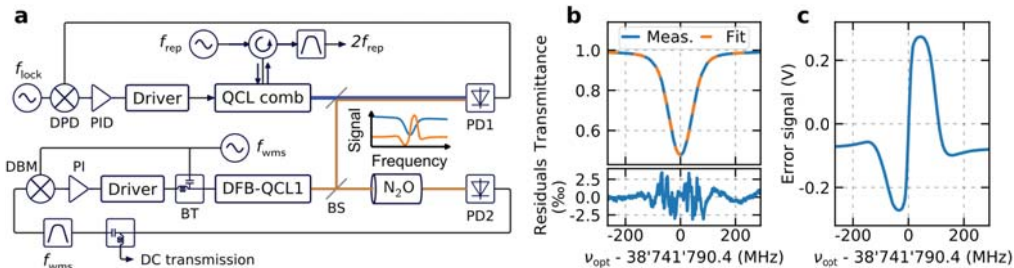 a
f_rep
2f_rep
f_lock
Driver
QCL comb
DPD
PID
PD1
Signal
Frequency
f_wms
DBM
PI
Driver
DFB-QCL1
N₂O
BT
BS
PD2
f_wms
DC transmission
b
Meas.
Fit
Transmittance
1.0
0.8
0.6
Residuals
(‰)
2.5
0.0
-2.5
-200
0
200
ν_opt - 38'741'790.4 (MHz)
c
Error signal (V)
0.2
0.0
-0.2
-200
0
200
ν_opt - 38'741'790.4 (MHz)